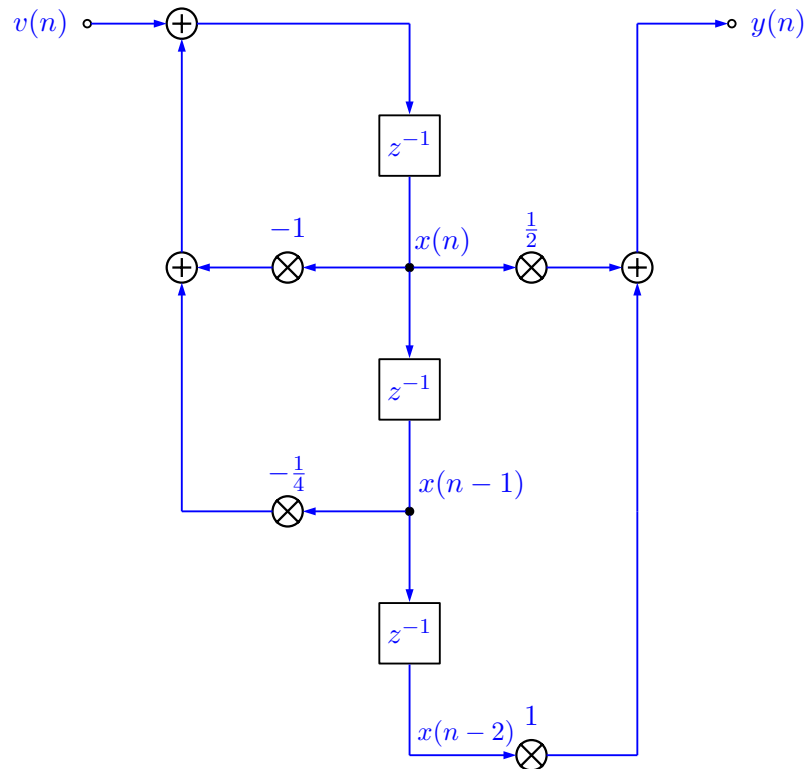 v(n)
y(n)
z⁻¹
−1
x(n)
1/2
z⁻¹
−1/4
x(n − 1)
z⁻¹
x(n−2)
1